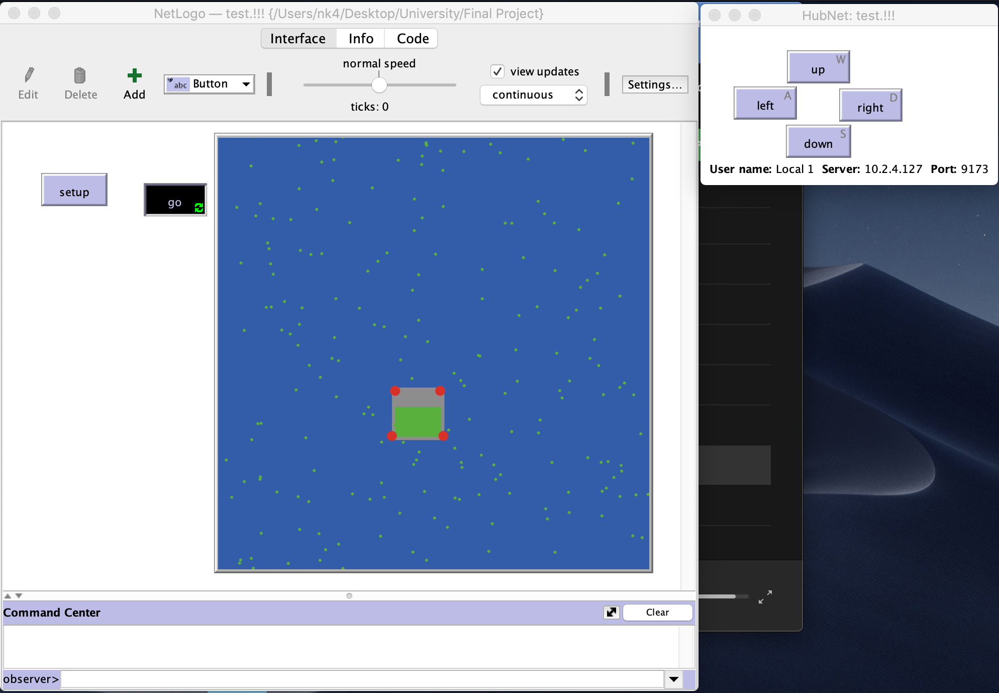 NetLogo — test.!!! {/Users/nk4/Desktop/University/Final Project}
Interface Info Code
Edit
Delete
Add
abc Button
normal speed
ticks: 0
view updates
continuous
Settings...
setup
go
Command Center
Clear
observer>
HubNet: test.!!!
W
up
A
left
D
right
S
down
User name: Local 1 Server: 10.2.4.127 Port: 9173